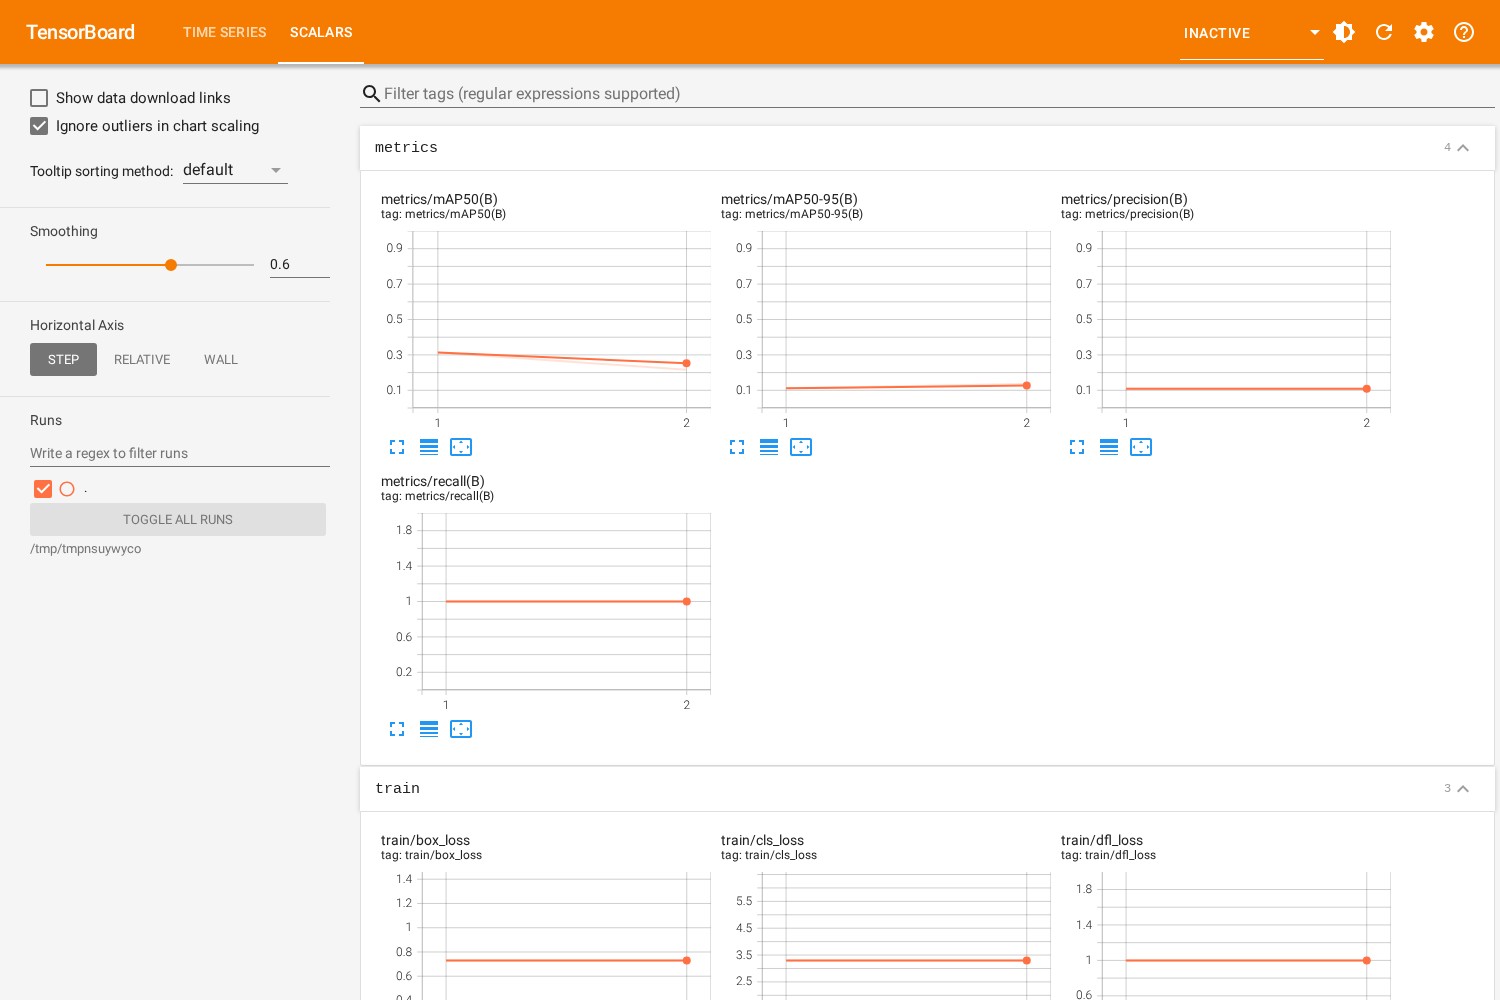 TensorBoard
TIME SERIES
SCALARS
INACTIVE
Show data download links
Ignore outliers in chart scaling
Tooltip sorting method: default
Smoothing
0.6
Horizontal Axis
STEP RELATIVE WALL
Runs
Write a regex to filter runs
.
TOGGLE ALL RUNS
/tmp/tmpnsuywyco
Filter tags (regular expressions supported)
metrics
4
metrics/mAP50(B)
tag: metrics/mAP50(B)
0.9
0.7
0.5
0.3
0.1
1 2
metrics/mAP50-95(B)
tag: metrics/mAP50-95(B)
0.9
0.7
0.5
0.3
0.1
1 2
metrics/precision(B)
tag: metrics/precision(B)
0.9
0.7
0.5
0.3
0.1
1 2
metrics/recall(B)
tag: metrics/recall(B)
1.8
1.4
1
0.6
0.2
1 2
train
3
train/box_loss
tag: train/box_loss
1.4
1.2
1
0.8
0.6
0.4
train/cls_loss
tag: train/cls_loss
5.5
4.5
3.5
2.5
train/dfl_loss
tag: train/dfl_loss
1.8
1.4
1
0.6